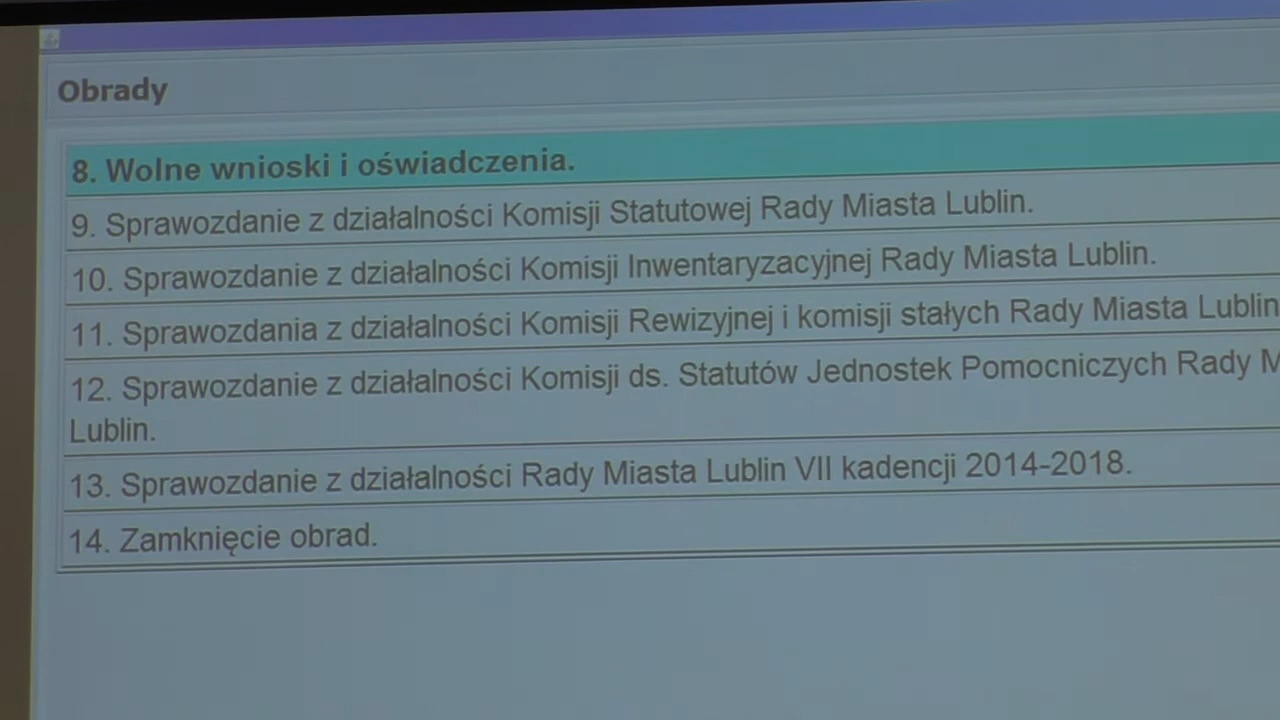 Obrady
8. Wolne wnioski i oświadczenia.
9. Sprawozdanie z działalności Komisji Statutowej Rady Miasta Lublin.
10. Sprawozdanie z działalności Komisji Inwentaryzacyjnej Rady Miasta Lublin.
11. Sprawozdania z działalności Komisji Rewizyjnej i komisji stałych Rady Miasta Lublin
12. Sprawozdanie z działalności Komisji ds. Statutów Jednostek Pomocniczych Rady
Lublin.
13. Sprawozdanie z działalności Rady Miasta Lublin VII kadencji 2014-2018.
14. Zamknięcie obrad.